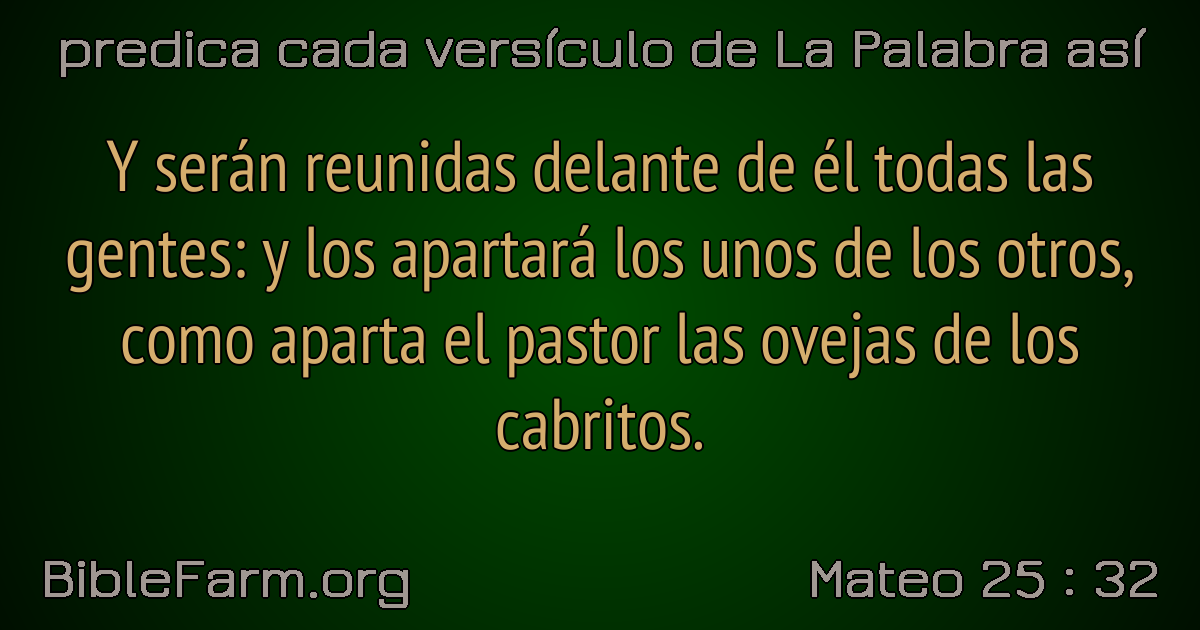 predica cada versículo de La Palabra así
Y serán reunidas delante de él todas las
gentes: y los apartará los unos de los otros,
como aparta el pastor las ovejas de los
cabritos.
BibleFarm.org
Mateo 25 : 32